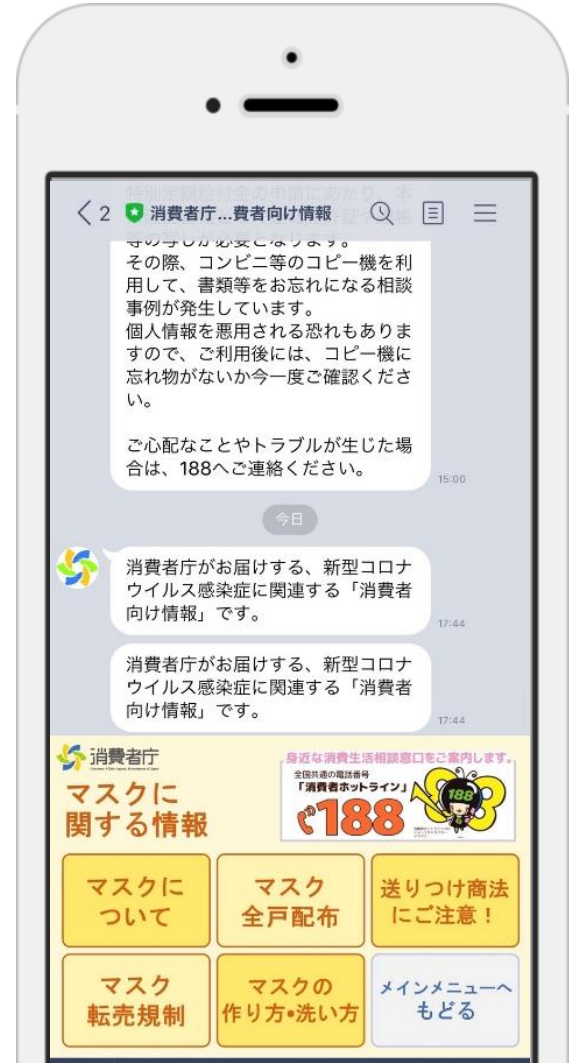 特別定額給付金の申請にあたり、本
等の写しが必要となります。
2 消費者庁...費者向け情報
その際、コンビニ等のコピー機を利
用して、書類等をお忘れになる相談
事例が発生しています。
個人情報を悪用される恐れもありま
すので、ご利用後には、コピー機に
忘れ物がないか今一度ご確認くださ
い。
ご心配なことやトラブルが生じた場
合は、188へご連絡ください。
15:00
今日
消費者庁がお届けする、新型コロナ
ウイルス感染症に関連する「消費者
向け情報」です。
17:44
消費者庁がお届けする、新型コロナ
ウイルス感染症に関連する「消費者
向け情報」です。
17:44
消費者庁
マスクに
関する情報
身近な消費生活相談窓口をご案内します。
全国共通の電話番号
「消費者ホットライン」
188
188
マスクに
ついて
マスク
全戸配布
送りつけ商法
にご注意！
マスク
転売規制
マスクの
作り方・洗い方
メインメニューへ
もどる